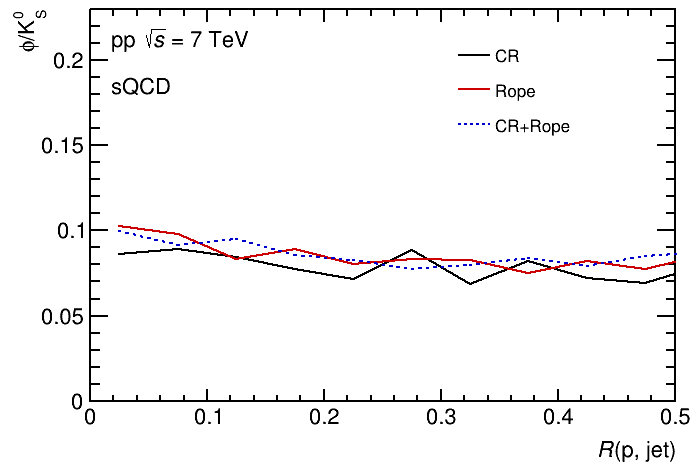 ϕ/K⁰ₛ
pp √s = 7 TeV
sQCD
CR
Rope
CR+Rope
0.2
0.15
0.1
0.05
0
0 0.1 0.2 0.3 0.4 0.5
R(p, jet)